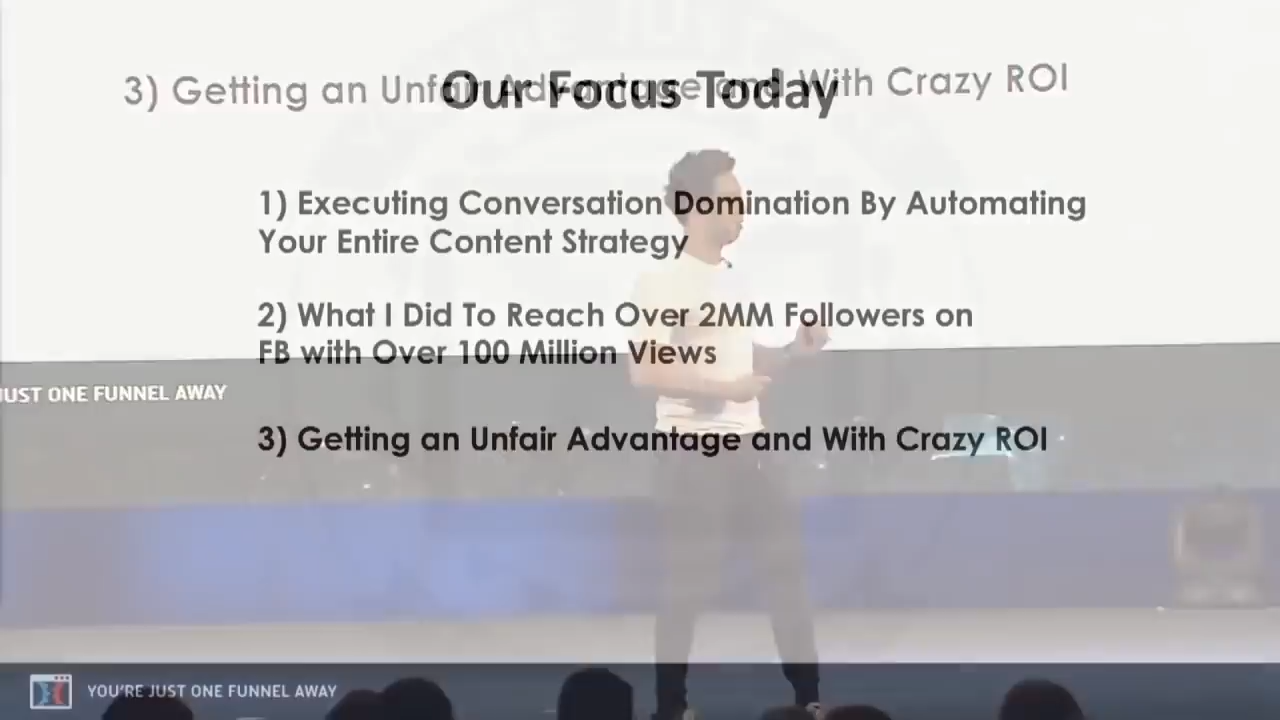 Our Focus Today
3) Getting an Unfair Advantage and With Crazy ROI
1) Executing Conversation Domination By Automating
Your Entire Content Strategy
2) What I Did To Reach Over 2MM Followers on
FB with Over 100 Million Views
3) Getting an Unfair Advantage and With Crazy ROI
JUST ONE FUNNEL AWAY
YOU'RE JUST ONE FUNNEL AWAY